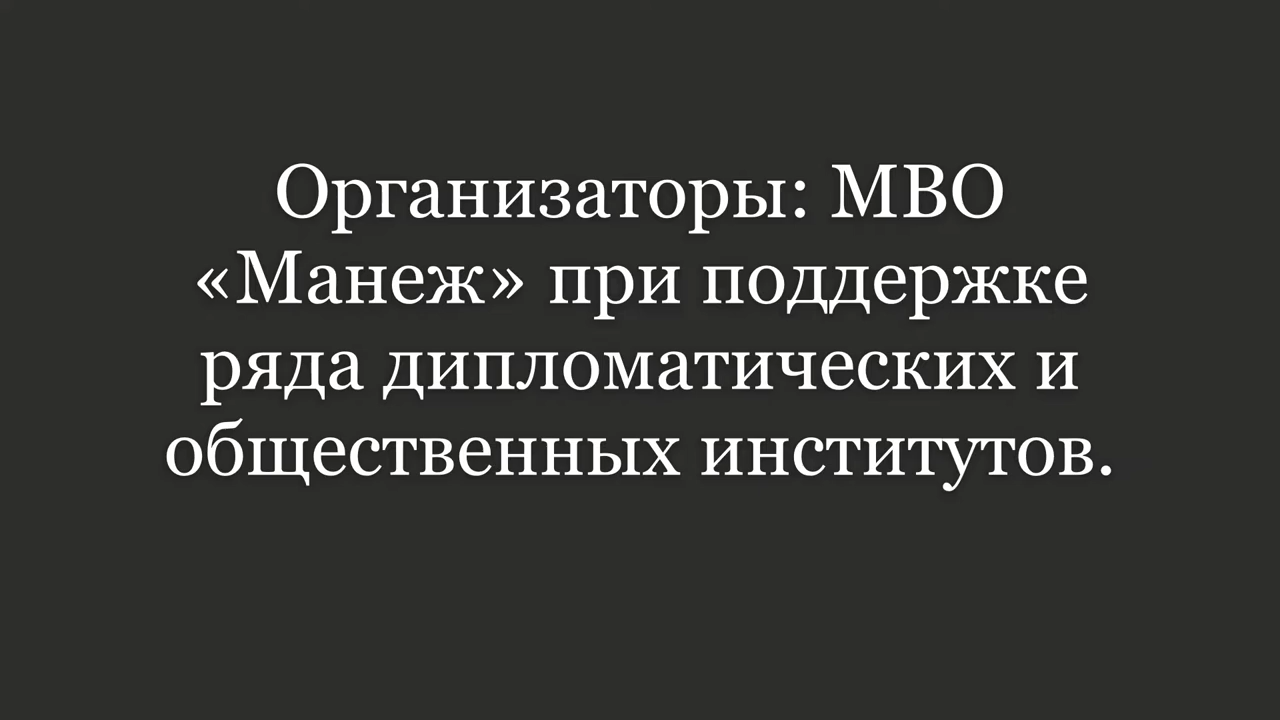 Организаторы: МВО
«Манеж» при поддержке
ряда дипломатических и
общественных институтов.